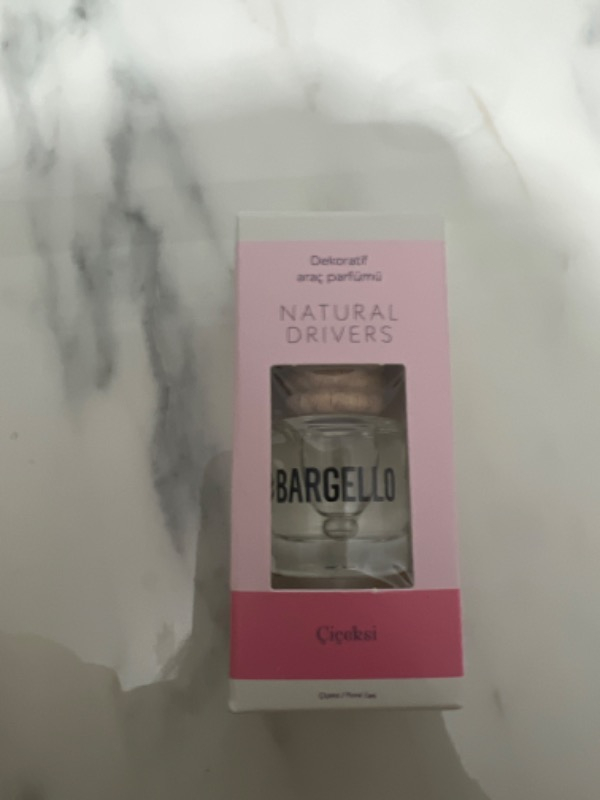 Dekoratif
araç parfümü
NATURAL
DRIVERS
BARGELLO
Çiçeksi